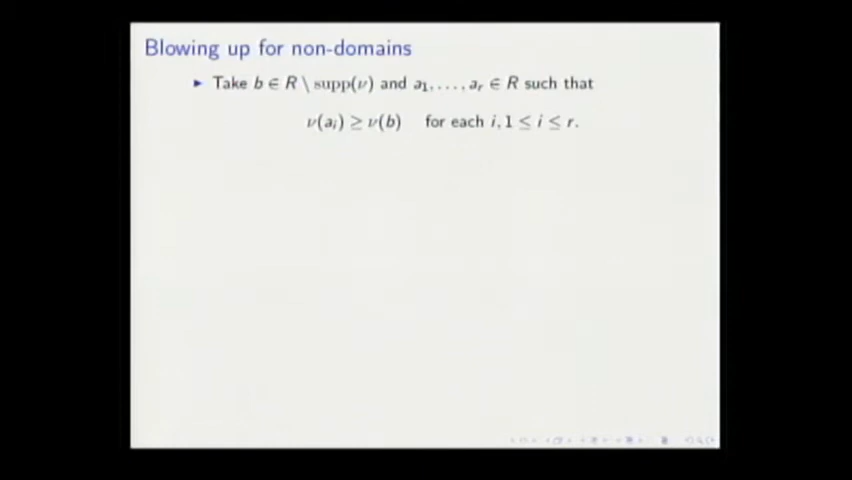 Blowing up for non-domains
▶ Take b ∈ R \ supp(ν) and a₁, . . . , aᵣ ∈ R such that
ν(aᵢ) ≥ ν(b) for each i, 1 ≤ i ≤ r.